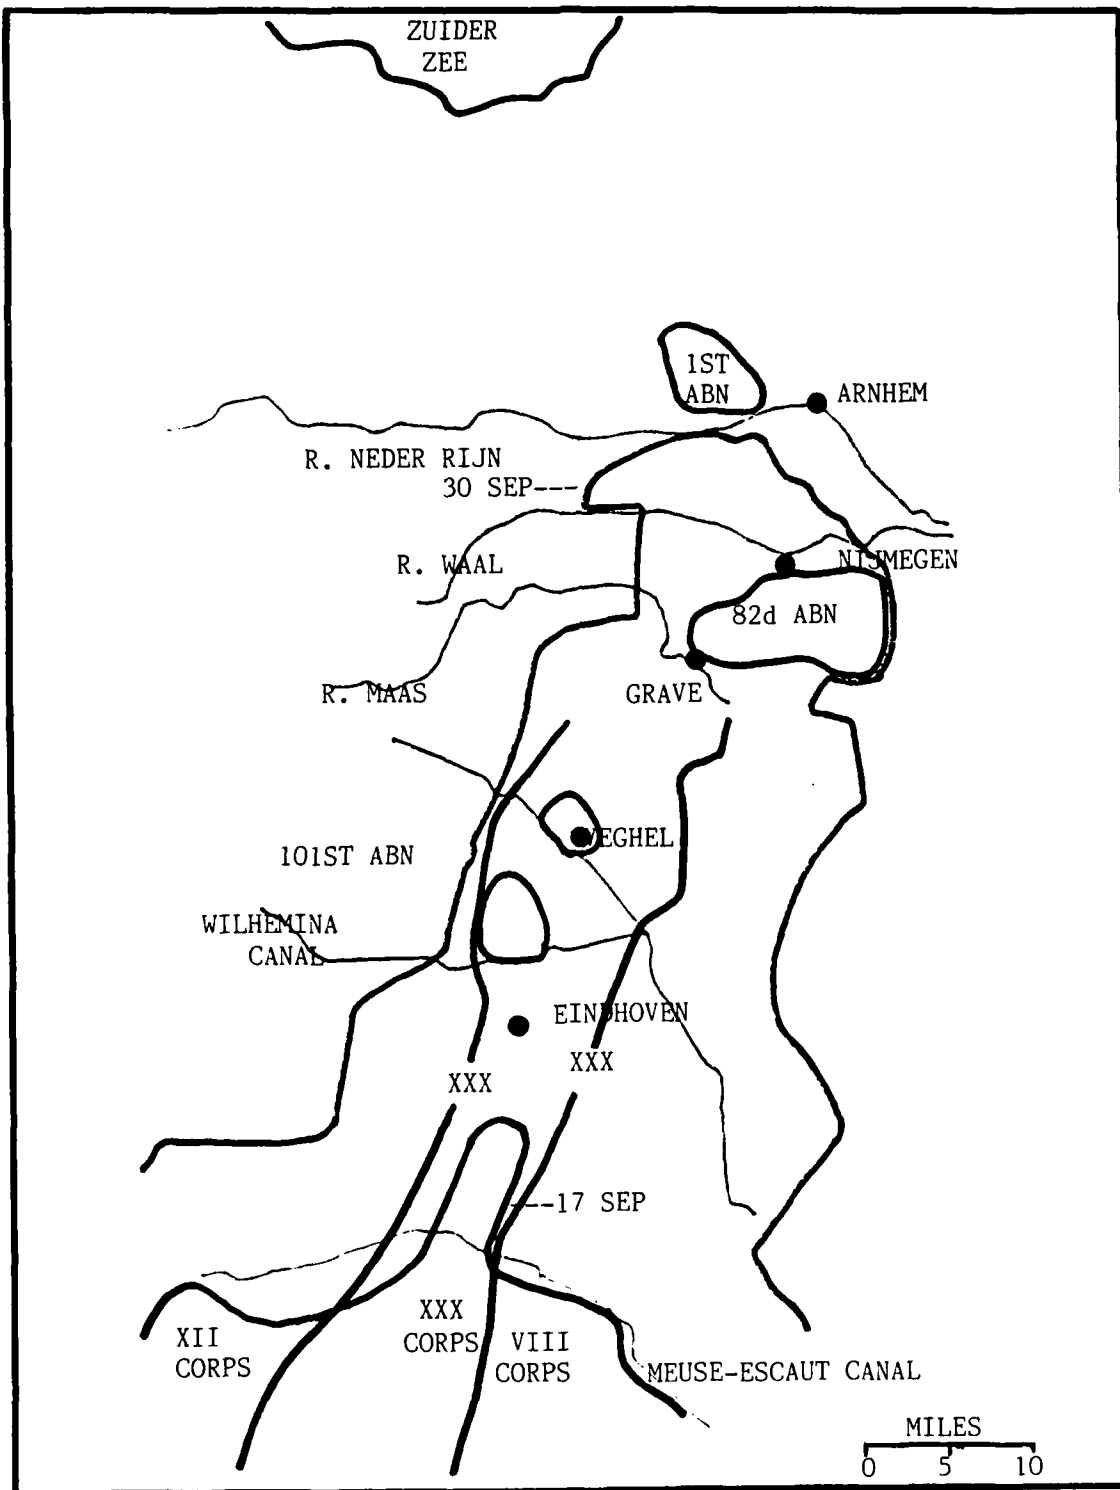 ZUIDER
ZEE
1ST
ABN
ARNHEM
R. NEDER RIJN
30 SEP---
R. WAAL
NIJMEGEN
82d ABN
R. MAAS
GRAVE
VEGHEL
101ST ABN
WILHEMINA
CANAL
EINDHOVEN
XXX
XXX
---17 SEP
XII
CORPS
XXX
CORPS
VIII
CORPS
MEUSE-ESCAUT CANAL
MILES
0 5 10